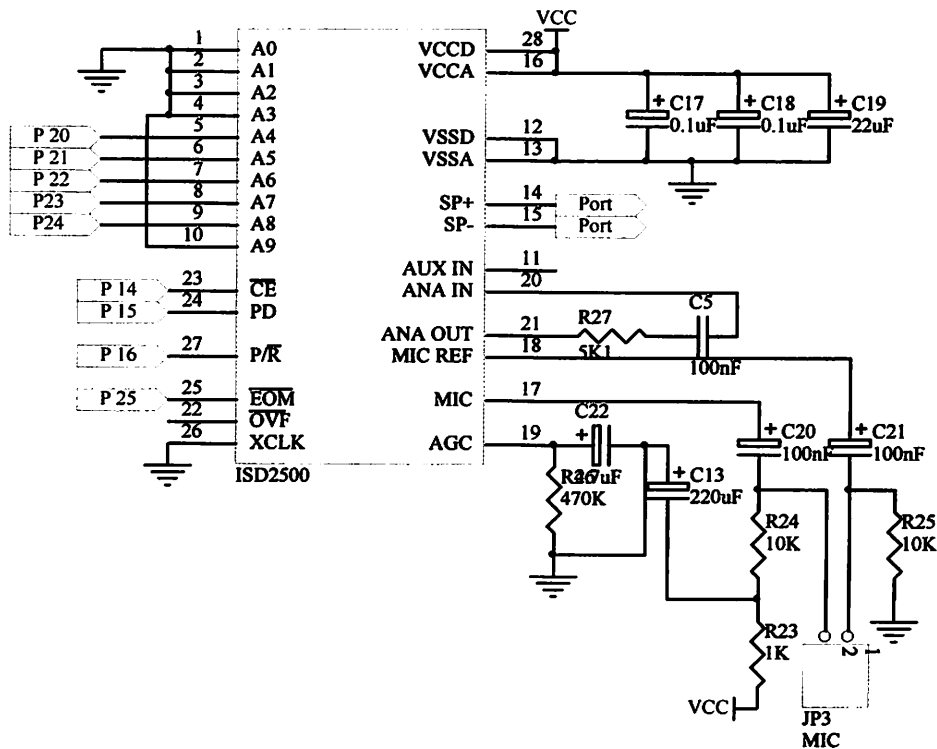 VCC
1 A0
2 A1
3 A2
4 A3
P 20 5 A4
P 21 6 A5
P 22 7 A6
P23 8 A7
P24 9 A8
10 A9
P 14 23 CE
P 15 24 PD
P 16 27 P/R
P 25 25 EOM
22 OVF
26 XCLK
ISD2500
VCCD 28
VCCA 16
VSSD 12
VSSA 13
SP+ 14 Port
SP- 15 Port
AUX IN 11
ANA IN 20
ANA OUT 21
MIC REF 18
MIC 17
AGC 19
+ C17
0.1uF
+ C18
0.1uF
+ C19
22uF
R27
5K1
C5
100nF
C22
+
4.7uF
R26
470K
+ C13
220uF
+ C20
100nF
+ C21
100nF
R24
10K
R25
10K
R23
1K
VCC
2 1
JP3
MIC